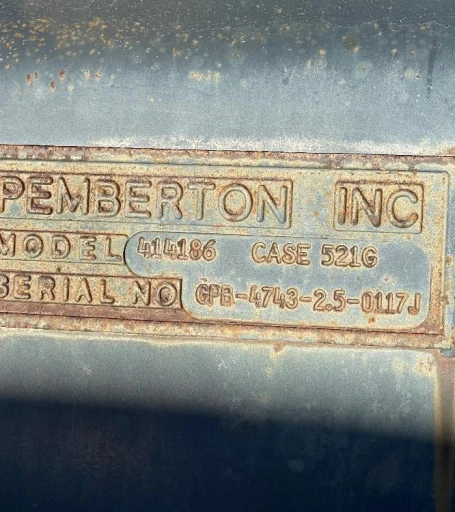 PEMBERTON INC
MODEL 414186 CASE 521G
SERIAL NO GPB-4743-2.5-0117J